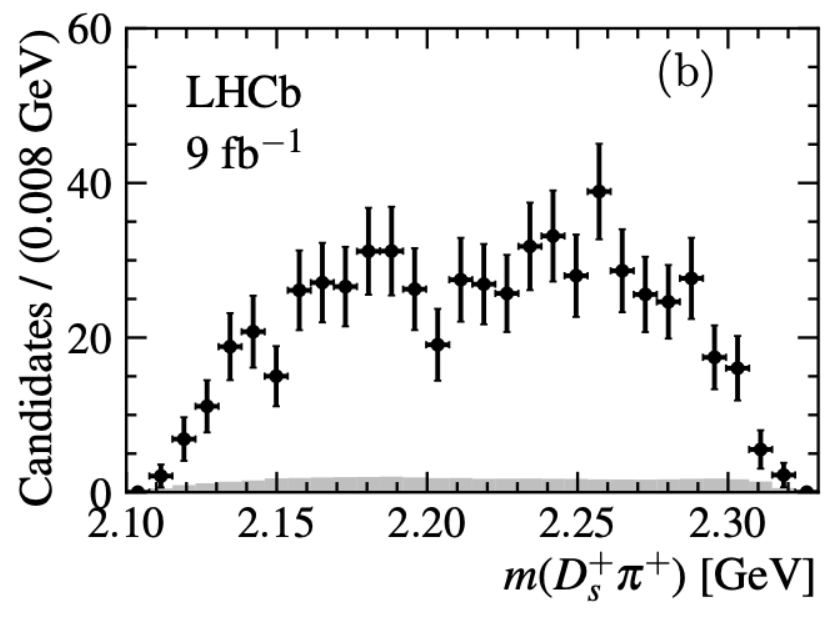 60
(b)
LHCb
9 fb⁻¹
40
20
0
2.10 2.15 2.20 2.25 2.30
m(D_s^+π^+) [GeV]
Candidates / (0.008 GeV)